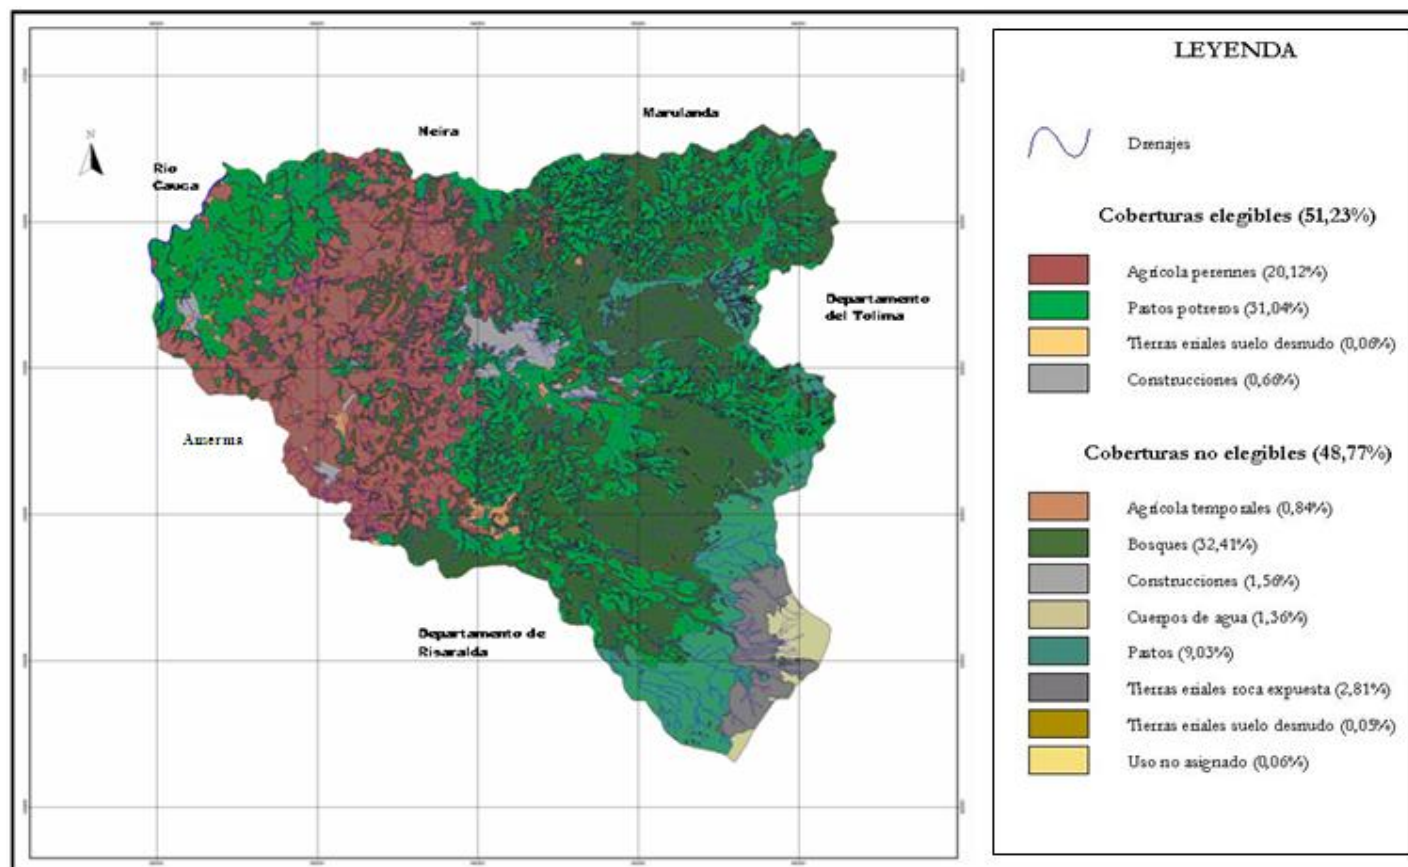 LEYENDA
Drenajes
Coberturas elegibles (51,23%)
Agrícola perennes (20,12%)
Pastos potreros (31,04%)
Tierras eriales suelo desnudo (0,06%)
Construcciones (0,66%)
Coberturas no elegibles (48,77%)
Agrícola temporales (0,84%)
Bosques (32,41%)
Construcciones (1,56%)
Cuerpos de agua (1,36%)
Pastos (9,03%)
Tierras eriales roca expuesta (2,81%)
Tierras eriales suelo desnudo (0,05%)
Uso no asignado (0,06%)
N
Marulanda
Neira
Río
Cauca
Departamento
del Tolima
Anserma
Departamento de
Risaralda